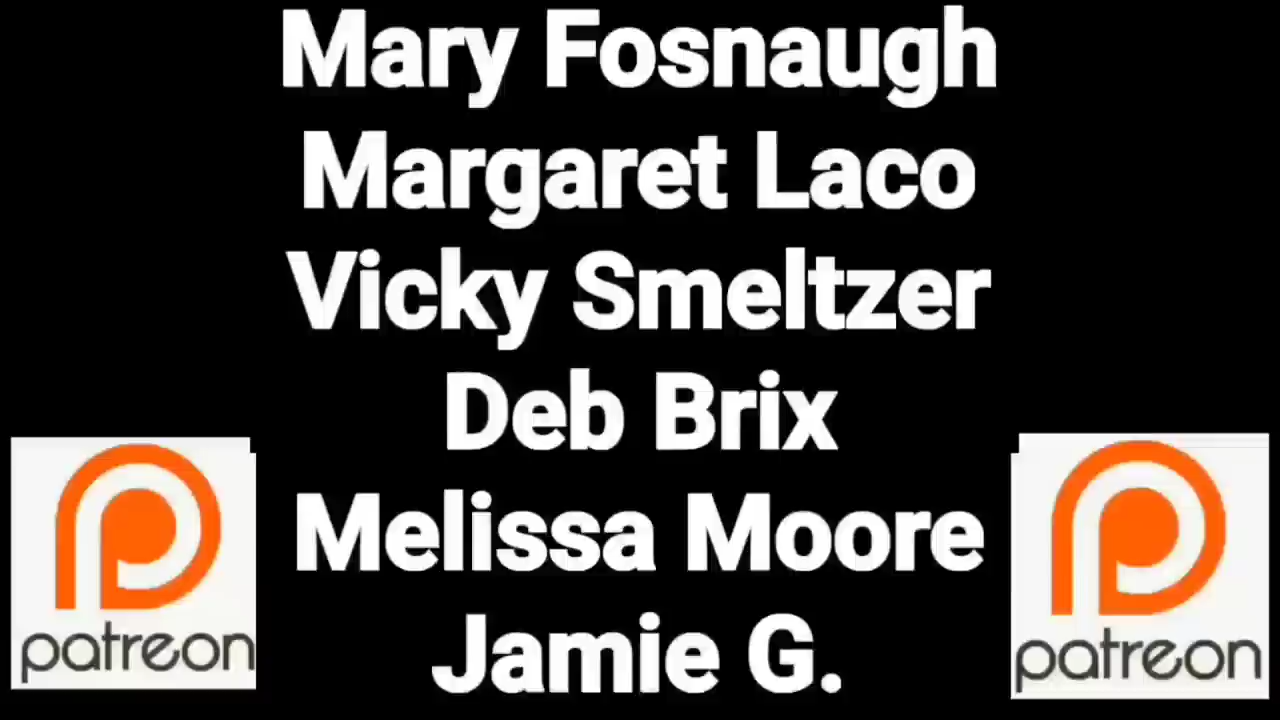 Mary Fosnaugh
Margaret Laco
Vicky Smeltzer
Deb Brix
Melissa Moore
Jamie G.
patreon
patreon